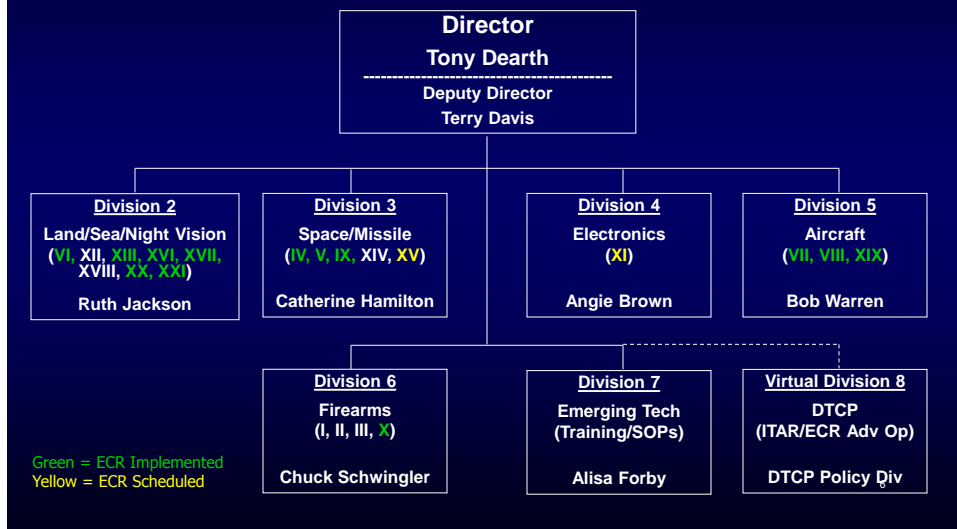 Director
Tony Dearth
--------------------------------------------
Deputy Director
Terry Davis
Division 2
Land/Sea/Night Vision
(VI, XII, XIII, XVI, XVII,
XVIII, XX, XXI)
Ruth Jackson
Division 3
Space/Missile
(IV, V, IX, XIV, XV)
Catherine Hamilton
Division 4
Electronics
(XI)
Angie Brown
Division 5
Aircraft
(VII, VIII, XIX)
Bob Warren
Division 6
Firearms
(I, II, III, X)
Chuck Schwingler
Division 7
Emerging Tech
(Training/SOPs)
Alisa Forby
Virtual Division 8
DTCP
(ITAR/ECR Adv Op)
DTCP Policy Div
Green = ECR Implemented
Yellow = ECR Scheduled